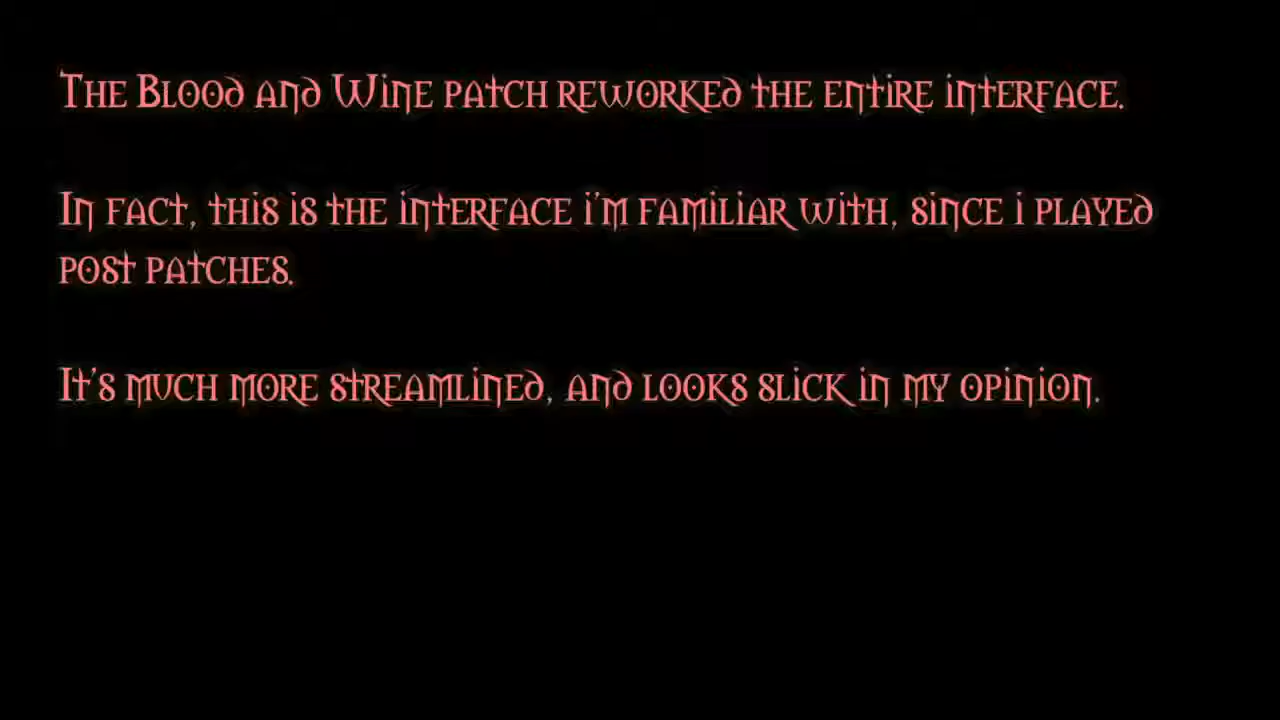 The Blood and Wine patch reworked the entire interface.
In fact, this is the interface i'm familiar with, since i played
post patches.
It's much more streamlined, and looks slick in my opinion.